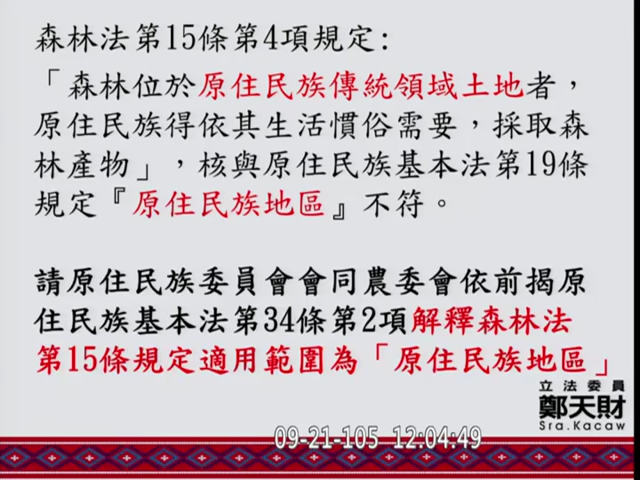 森林法第15條第4項規定:
「森林位於原住民族傳統領域土地者，
原住民族得依其生活慣俗需要，採取森
林產物」，核與原住民族基本法第19條
規定『原住民族地區』不符。
請原住民族委員會會同農委會依前揭原
住民族基本法第34條第2項解釋森林法
第15條規定適用範圍為「原住民族地區」
立法委員
鄭天財
Sra.Kacaw
09-21-105 12:04:49